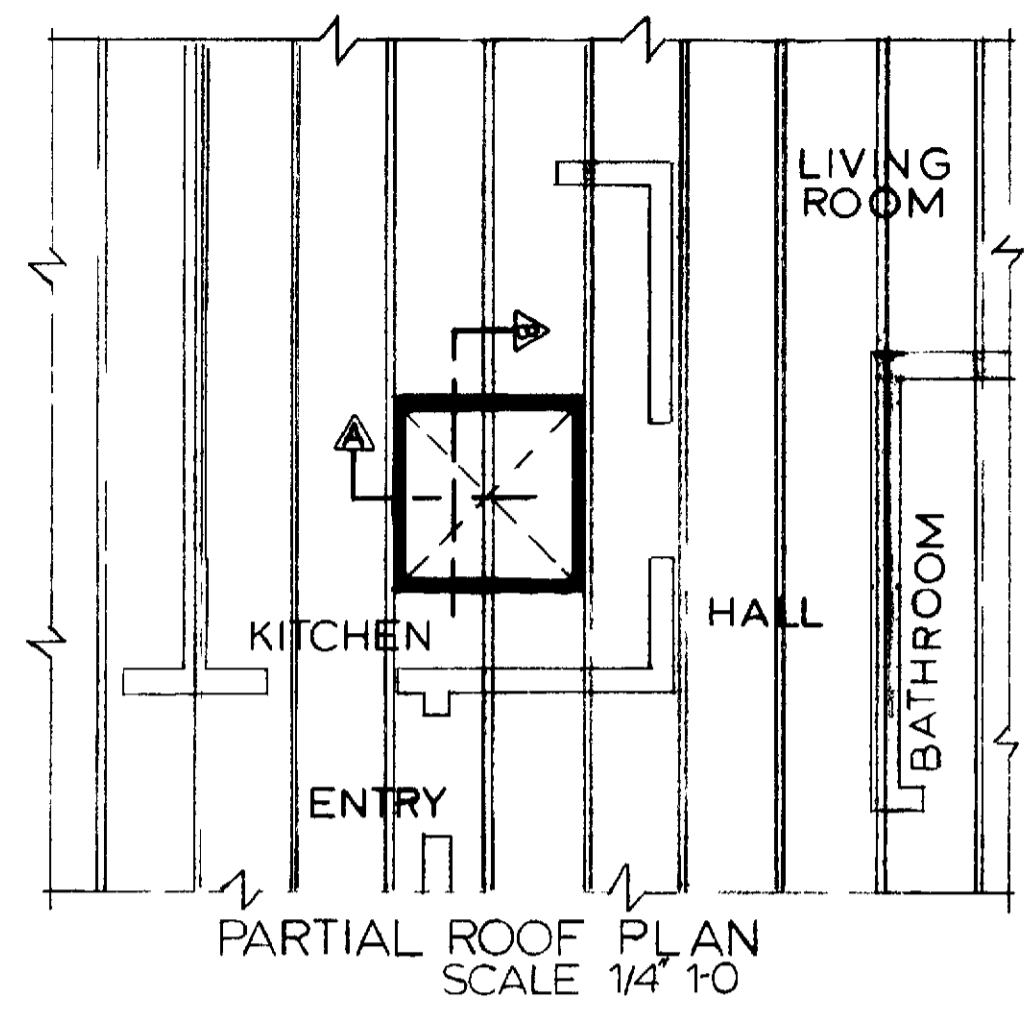 LIVING
ROOM
B
A
KITCHEN
HALL
BATHROOM
ENTRY
PARTIAL ROOF PLAN
SCALE 1/4" 1-0